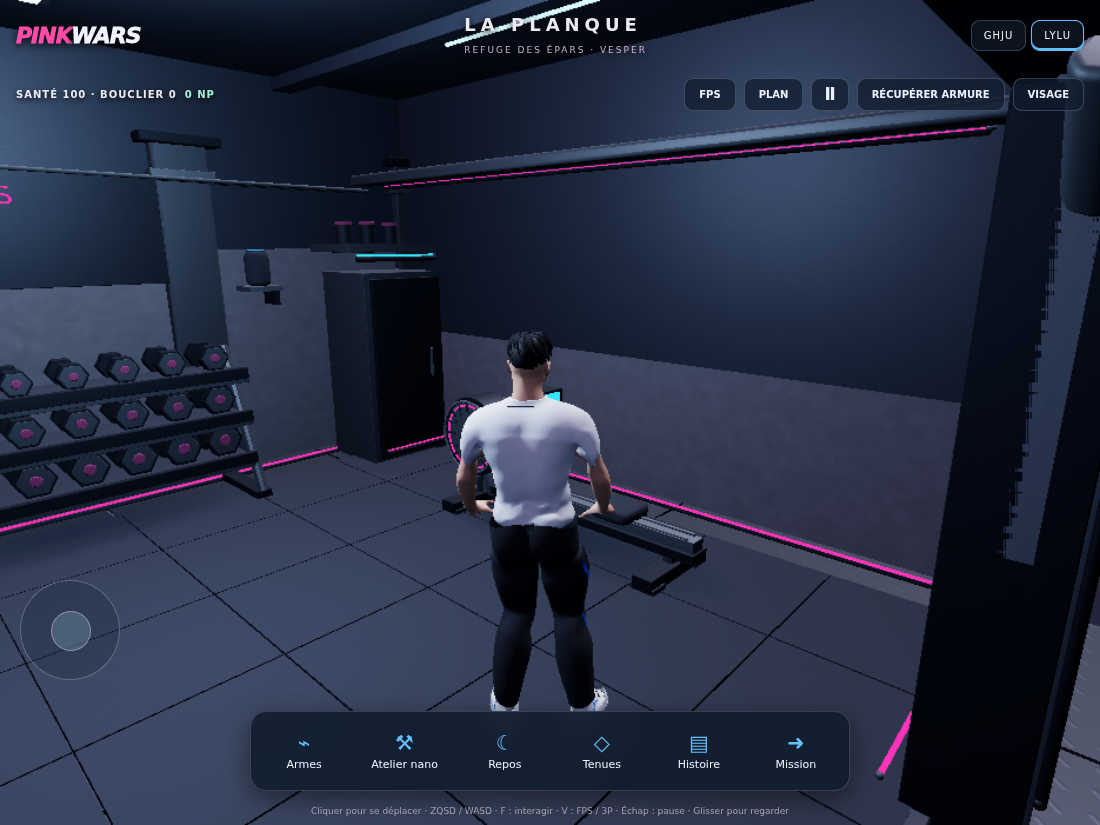 PINKWARS
LA PLANQUE
REFUGE DES ÉPARS · VESPER
GHJU
LYLU
SANTÉ 100 · BOUCLIER 0 0 NP
FPS
PLAN
RÉCUPÉRER ARMURE
VISAGE
Armes
Atelier nano
Repos
Tenues
Histoire
Mission
Cliquer pour se déplacer · ZQSD / WASD · F : interagir · V : FPS / 3P · Échap : pause · Glisser pour regarder